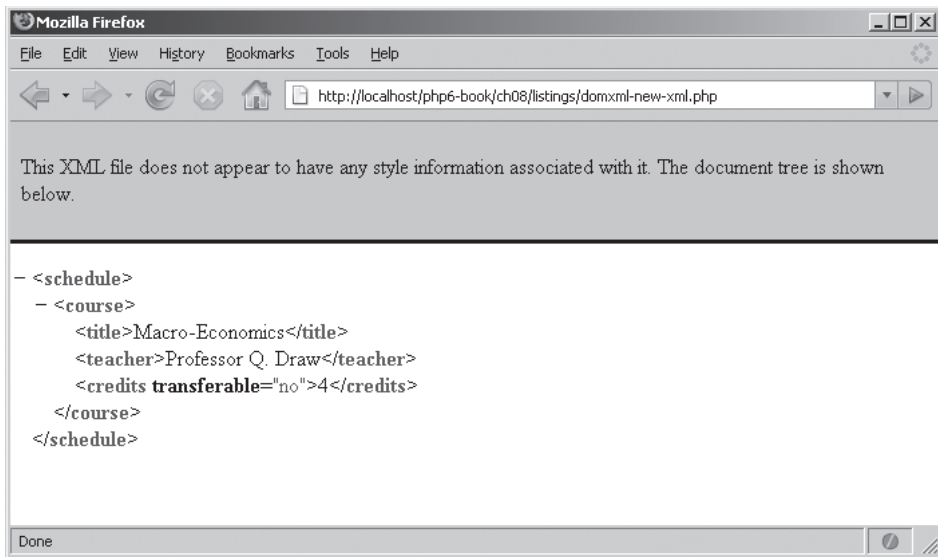 Mozilla Firefox
File Edit View History Bookmarks Tools Help
http://localhost/php6-book/ch08/listings/domxml-new-xml.php
This XML file does not appear to have any style information associated with it. The document tree is shown
below.
− <schedule>
− <course>
<title>Macro-Economics</title>
<teacher>Professor Q. Draw</teacher>
<credits transferable="no">4</credits>
</course>
</schedule>
Done